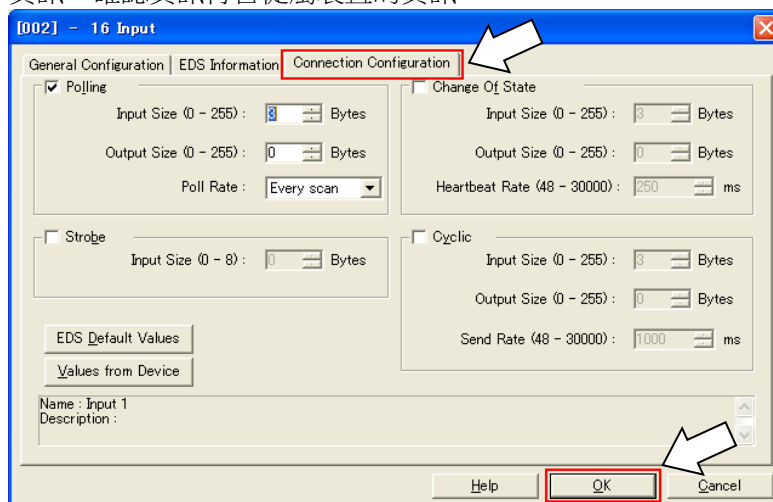 [002] - 16 Input
General Configuration EDS Information Connection Configuration
Polling
Input Size (0 - 255) : 3 Bytes
Output Size (0 - 255) : 0 Bytes
Poll Rate : Every scan
Change Of State
Input Size (0 - 255) : 3 Bytes
Output Size (0 - 255) : 0 Bytes
Heartbeat Rate (48 - 30000) : 250 ms
Strobe
Input Size (0 - 8) : 0 Bytes
Cyclic
Input Size (0 - 255) : 3 Bytes
Output Size (0 - 255) : 0 Bytes
Send Rate (48 - 30000) : 1000 ms
EDS Default Values
Values from Device
Name : Input 1
Description :
Help OK Cancel